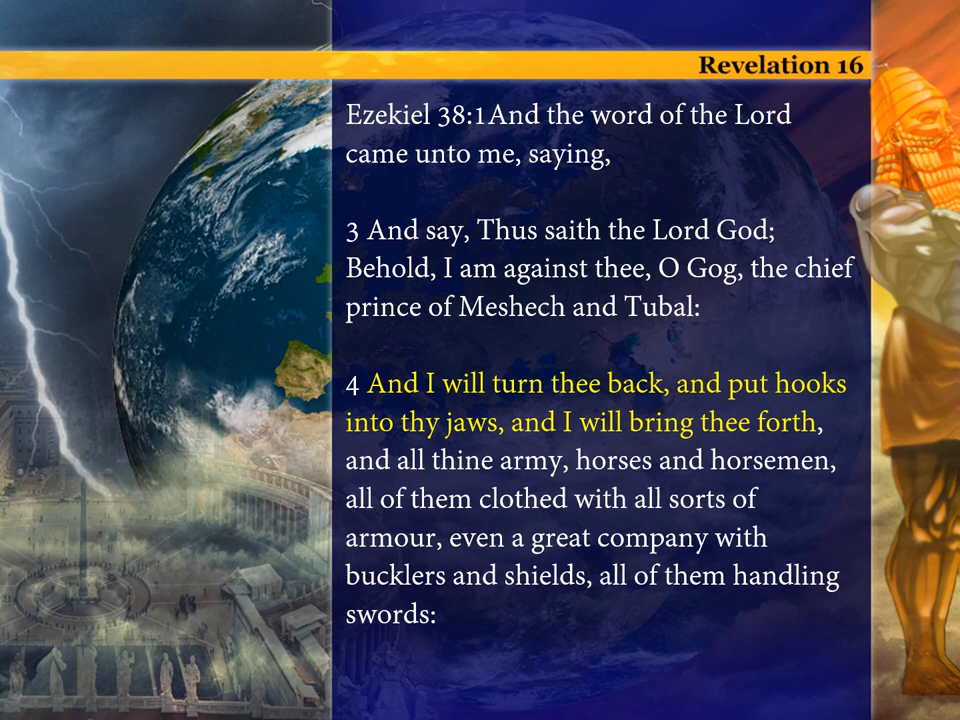 Revelation 16
Ezekiel 38:1And the word of the Lord
came unto me, saying,
3 And say, Thus saith the Lord God;
Behold, I am against thee, O Gog, the chief
prince of Meshech and Tubal:
4 And I will turn thee back, and put hooks
into thy jaws, and I will bring thee forth,
and all thine army, horses and horsemen,
all of them clothed with all sorts of
armour, even a great company with
bucklers and shields, all of them handling
swords: